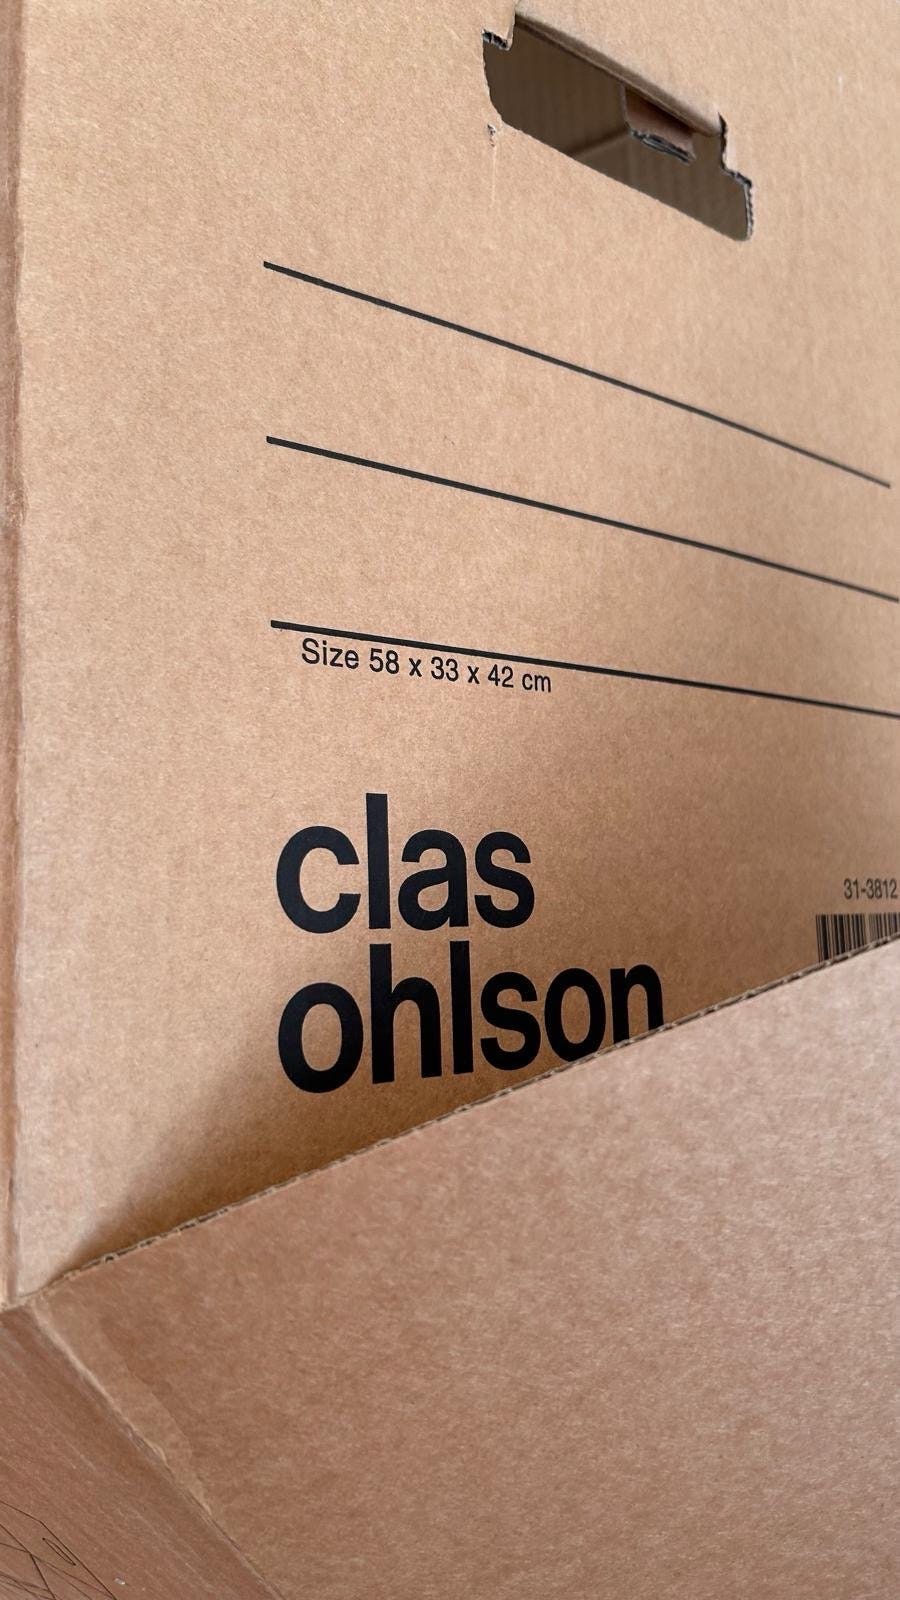 Size 58 x 33 x 42 cm
clas
ohlson
31-3812